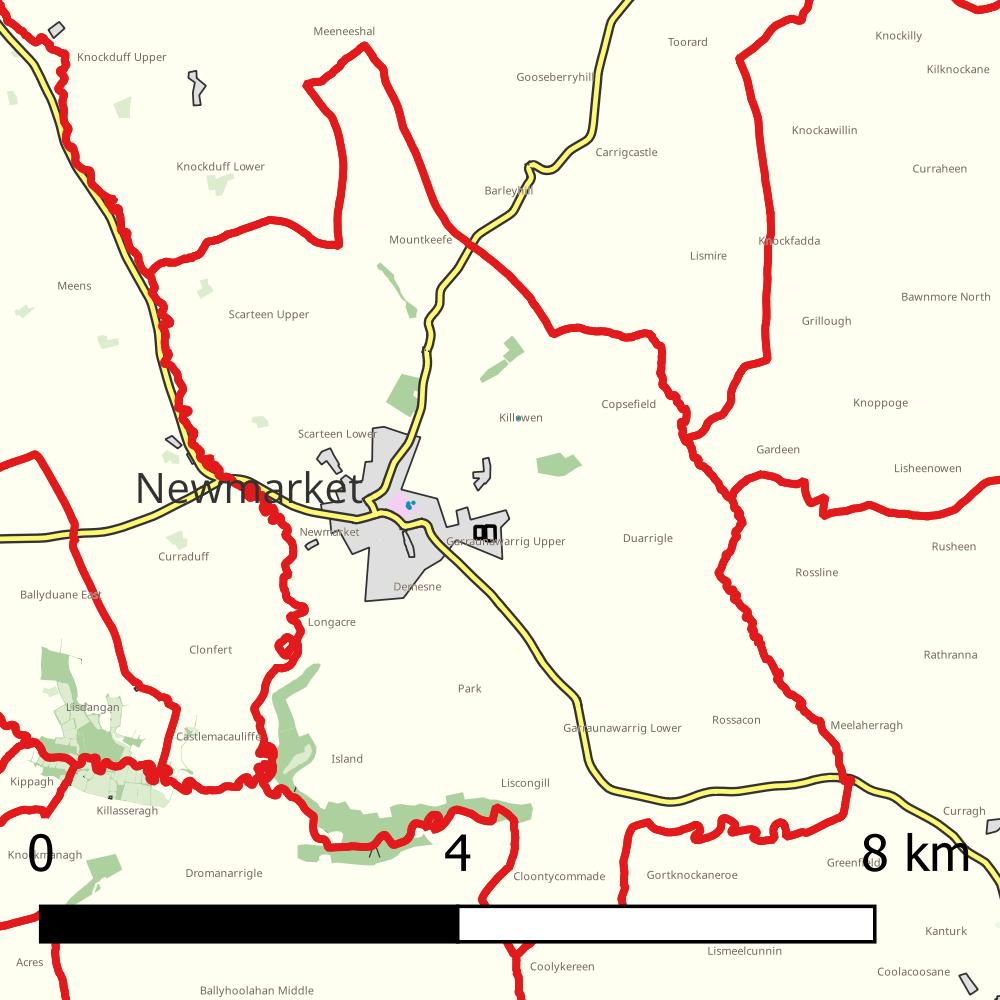 Meeneeshal
Knockilly
Toorard
Knockduff Upper
Kilknockane
Gooseberryhill
Knockawillin
Carrigcastle
Knockduff Lower
Curraheen
Barleyhill
Mountkeefe
Knockfadda
Lismire
Meens
Bawnmore North
Scarteen Upper
Grillough
Knoppoge
Copsefield
Killowen
Scarteen Lower
Gardeen
Lisheenowen
Newmarket
Newmarket
Duarrigle
Garraunawarrig Upper
Rusheen
Curraduff
Rossline
Demesne
Ballyduane East
Longacre
Clonfert
Rathranna
Park
Lisdangan
Rossacon
Meelaherragh
Garraunawarrig Lower
Castlemacauliffe
Island
Kippagh
Liscongill
Killasseragh
Curragh
Knockmanagh
Greenfield
0 4 8 km
Dromanarrigle
Cloontycommade
Gortknockaneroe
Kanturk
Lismeelcunnin
Acres
Coolykereen
Coolacoosane
Ballyhoolahan Middle